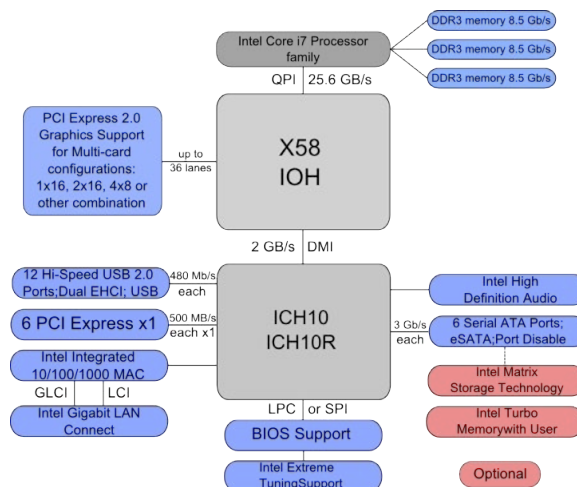 Intel Core i7 Processor
family
DDR3 memory 8.5 Gb/s
DDR3 memory 8.5 Gb/s
DDR3 memory 8.5 Gb/s
QPI 25.6 GB/s
PCI Express 2.0
Graphics Support
for Multi-card
configurations:
1x16, 2x16, 4x8 or
other combination
up to
36 lanes
X58
IOH
2 GB/s DMI
12 Hi-Speed USB 2.0
Ports;Dual EHCI; USB
480 Mb/s
each
6 PCI Express x1
500 MB/s
each x1
Intel Integrated
10/100/1000 MAC
GLCI LCI
Intel Gigabit LAN
Connect
ICH10
ICH10R
Intel High
Definition Audio
3 Gb/s
each
6 Serial ATA Ports;
eSATA;Port Disable
Intel Matrix
Storage Technology
Intel Turbo
Memorywith User
LPC or SPI
BIOS Support
Intel Extreme
TuningSupport
Optional